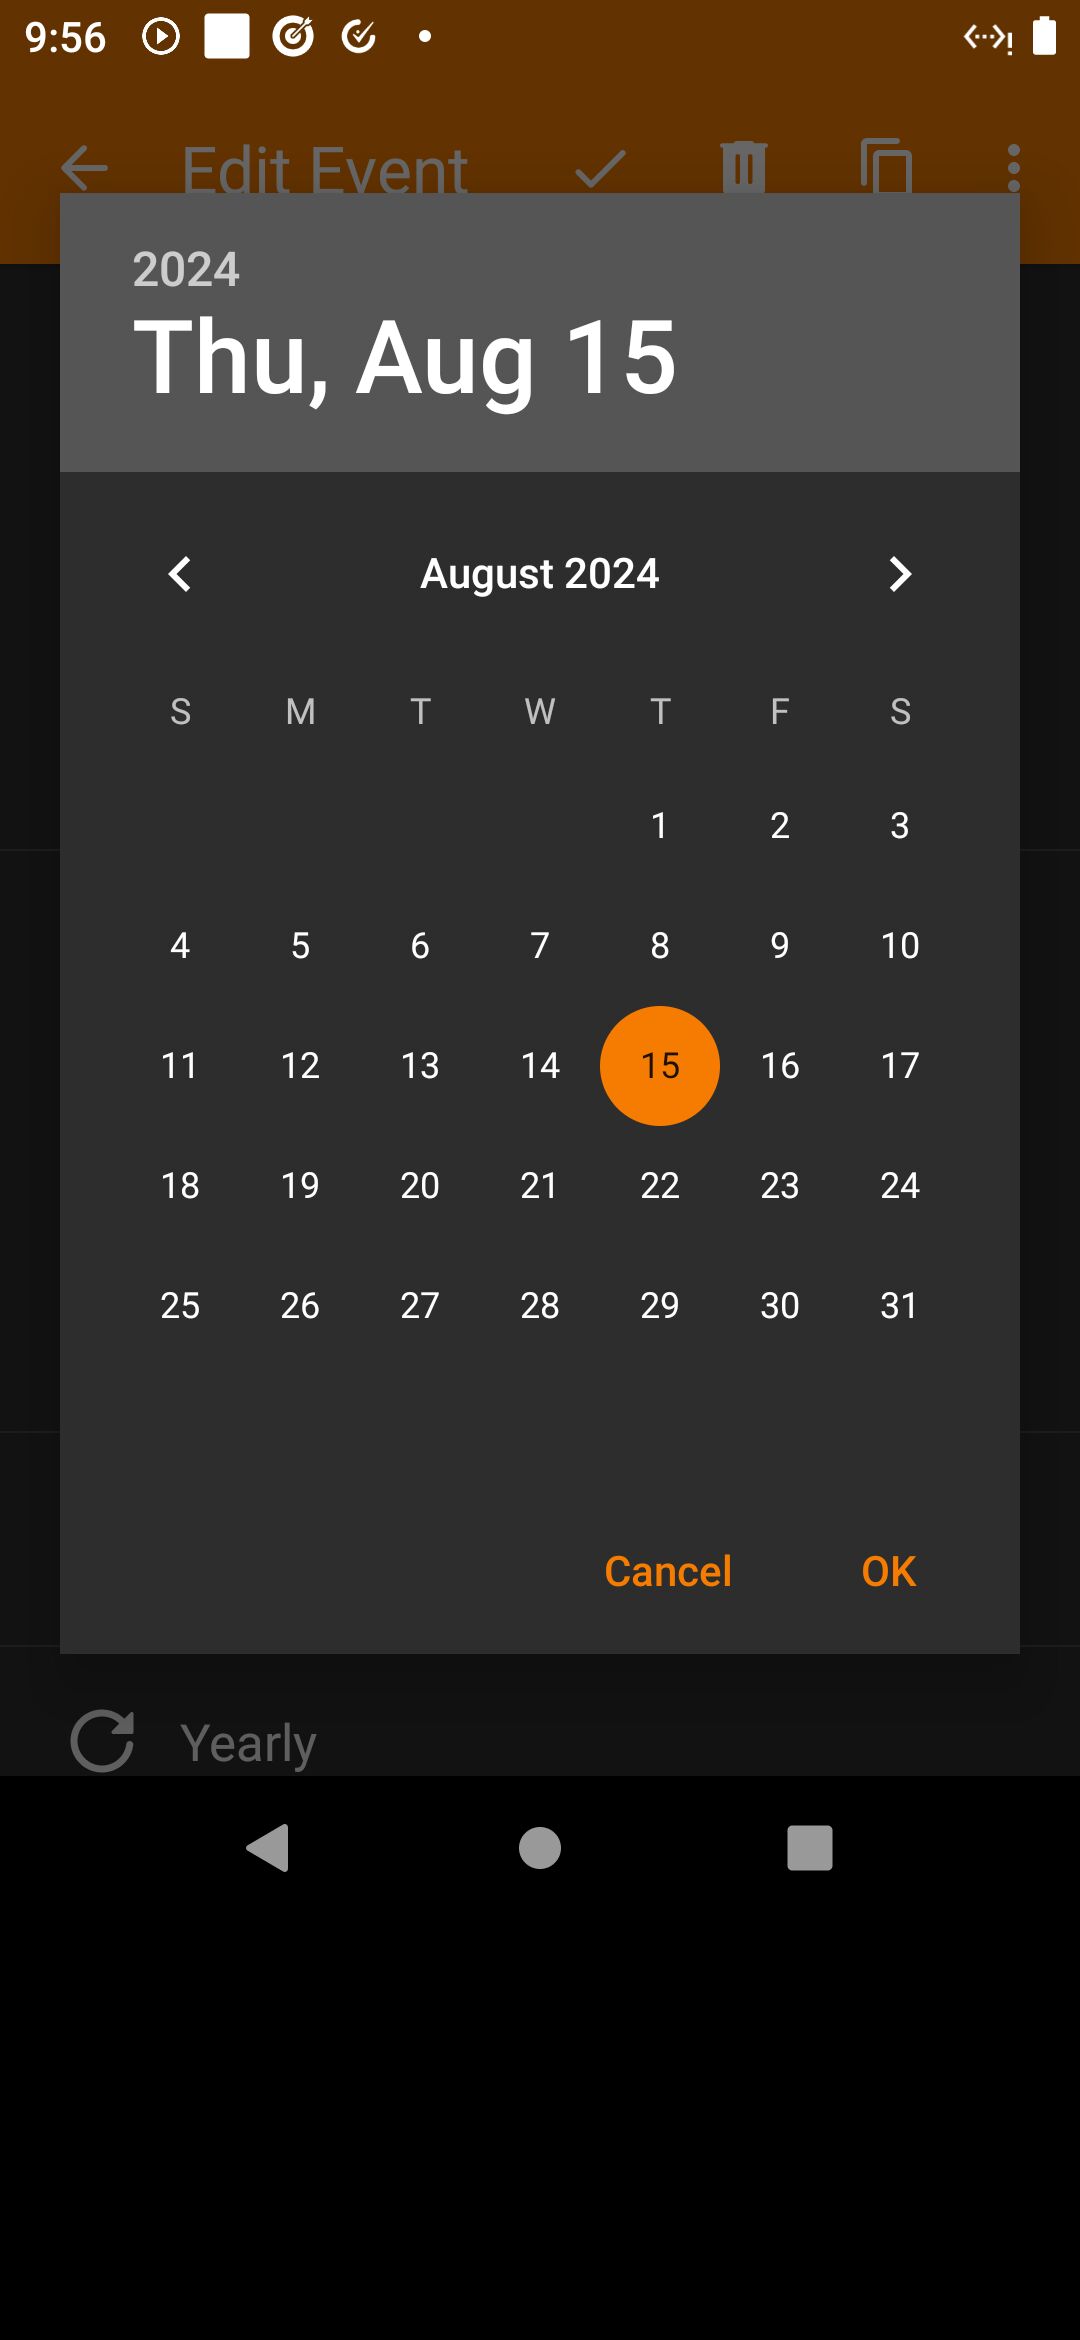 9:56
Edit Event
2024
Thu, Aug 15
August 2024
S M T W T F S
1 2 3
4 5 6 7 8 9 10
11 12 13 14 15 16 17
18 19 20 21 22 23 24
25 26 27 28 29 30 31
Cancel OK
Yearly